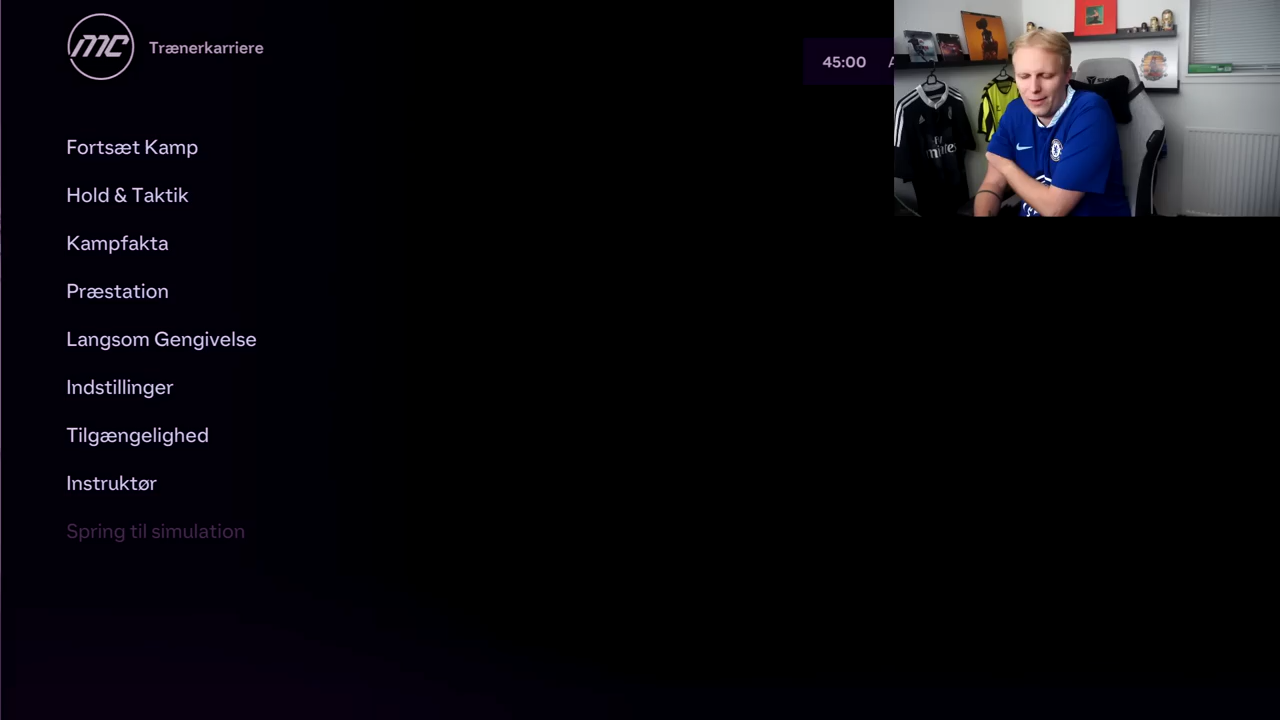 MC
Trænerkarriere
45:00
Fortsæt Kamp
Hold & Taktik
Kampfakta
Præstation
Langsom Gengivelse
Indstillinger
Tilgængelighed
Instruktør
Spring til simulation